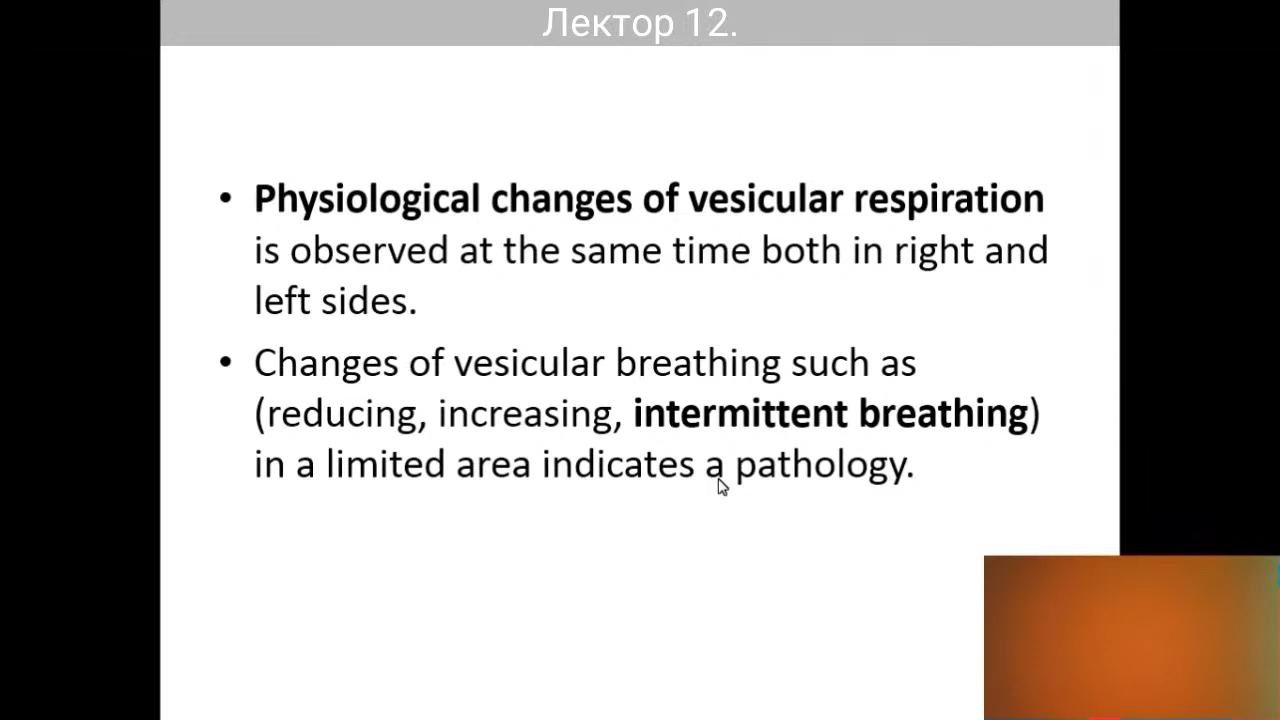 Лектор 12.
• Physiological changes of vesicular respiration
is observed at the same time both in right and
left sides.
• Changes of vesicular breathing such as
(reducing, increasing, intermittent breathing)
in a limited area indicates a pathology.